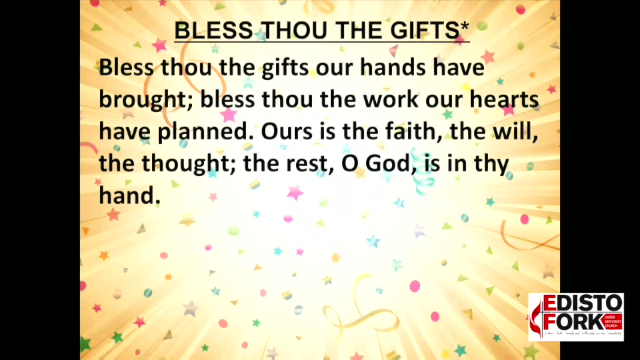 BLESS THOU THE GIFTS*
Bless thou the gifts our hands have
brought; bless thou the work our hearts
have planned. Ours is the faith, the will,
the thought; the rest, O God, is in thy
hand.
EDISTO
FORK